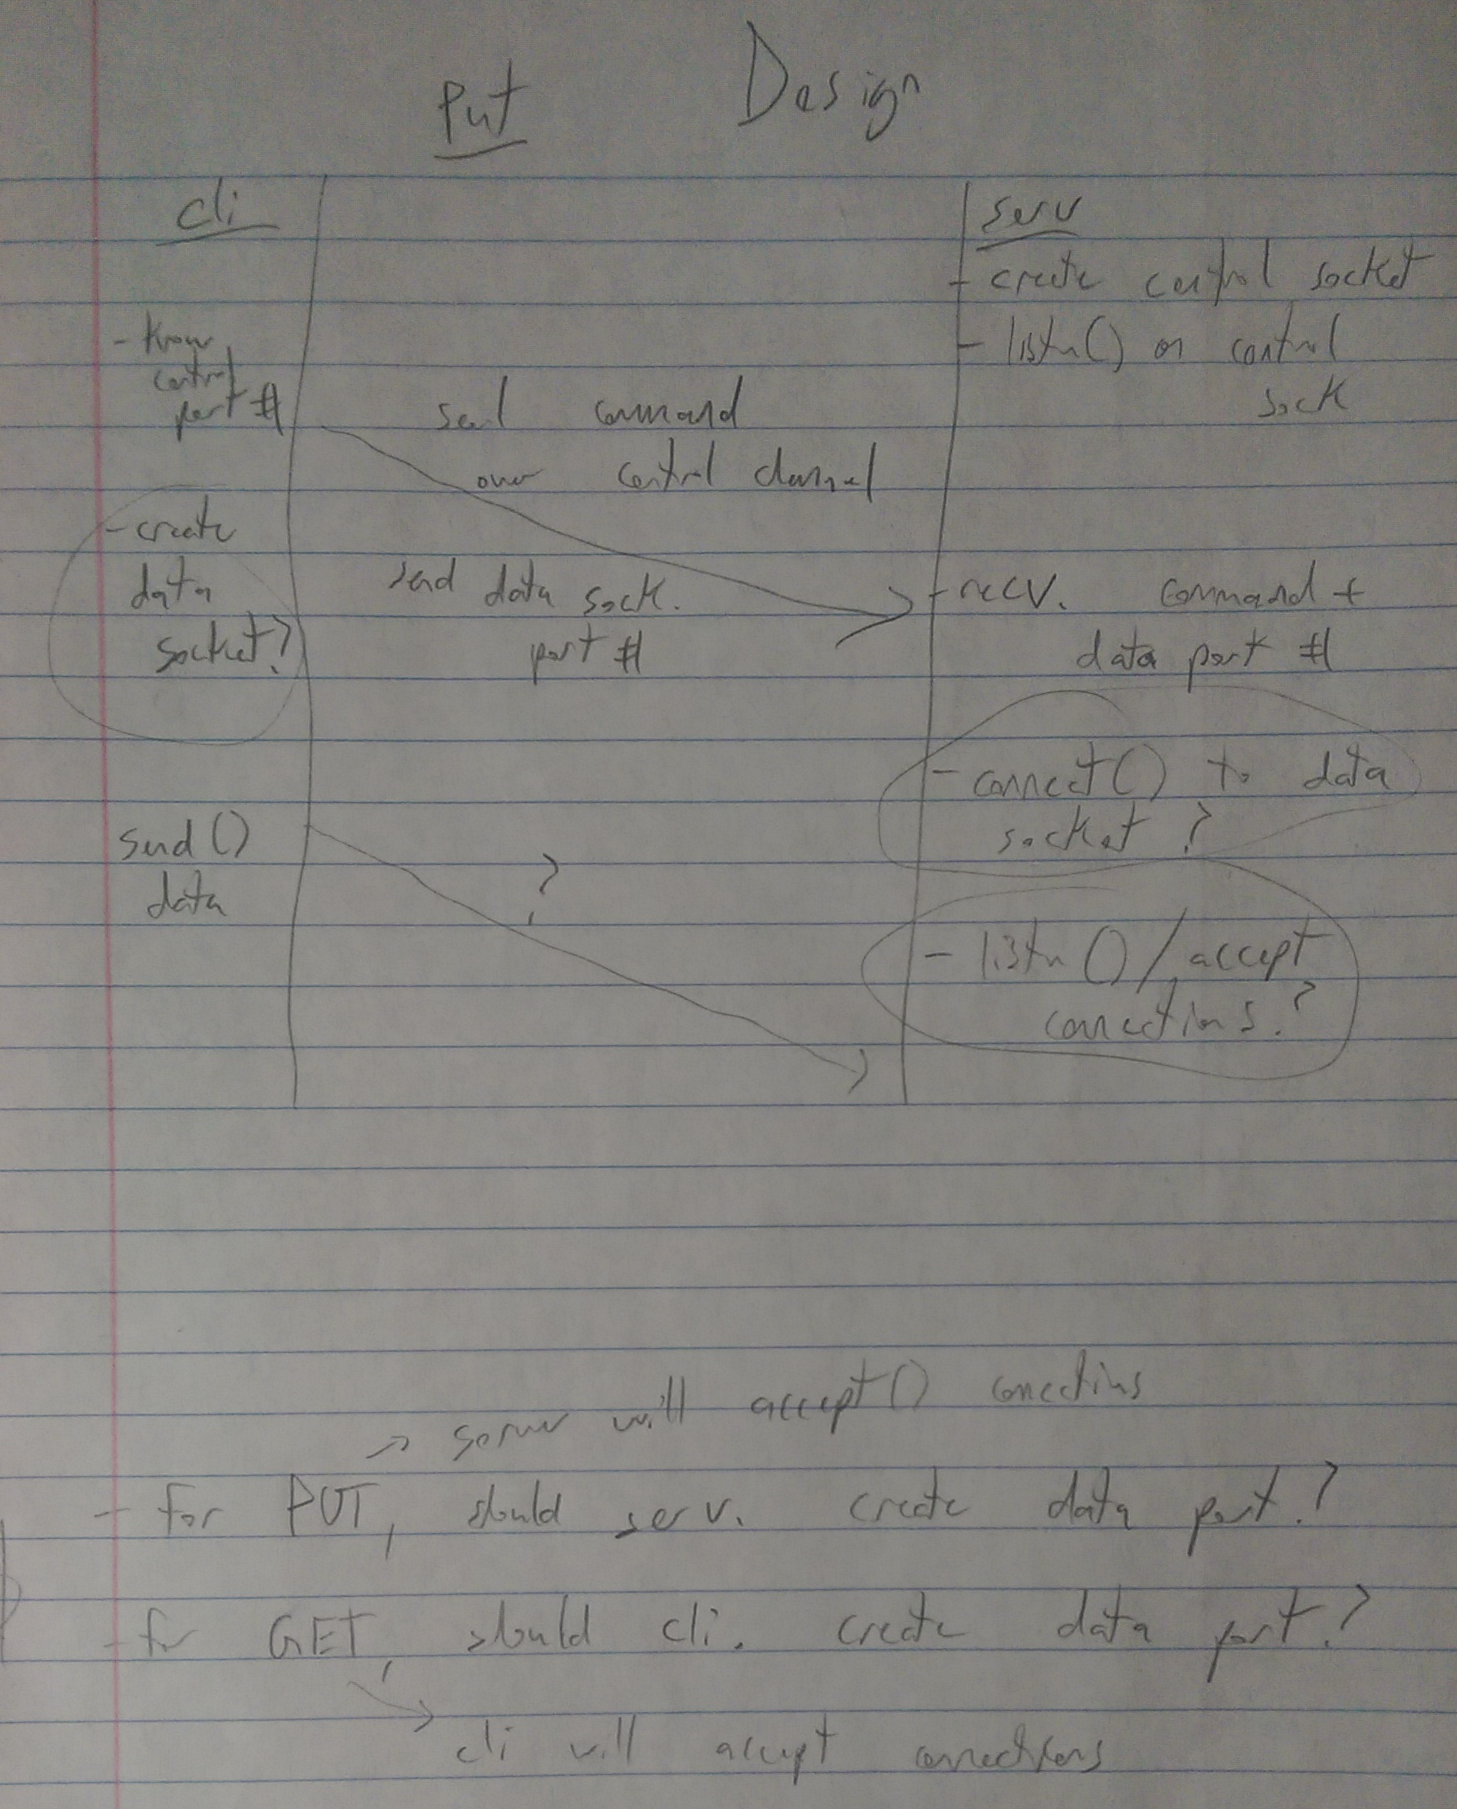 Put Design
cli
- know
control
port #
send command
over control channel
- create
data
socket?
send data sock.
port #
send()
data
?
serv
- create control socket
- listen() on control
sock
- recv. command +
data port #
- connect() to data
socket ?
- listen() / accept
connections?
→ server will accept() connections
- for PUT, should serv. create data port?
- for GET, should cli. create data port?
→ cli will accept connections